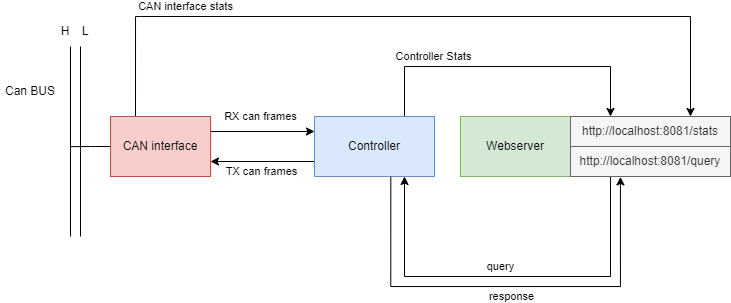 CAN interface stats
H L
Controller Stats
Can BUS
RX can frames
http://localhost:8081/stats
CAN interface
Controller
Webserver
http://localhost:8081/query
TX can frames
query
response